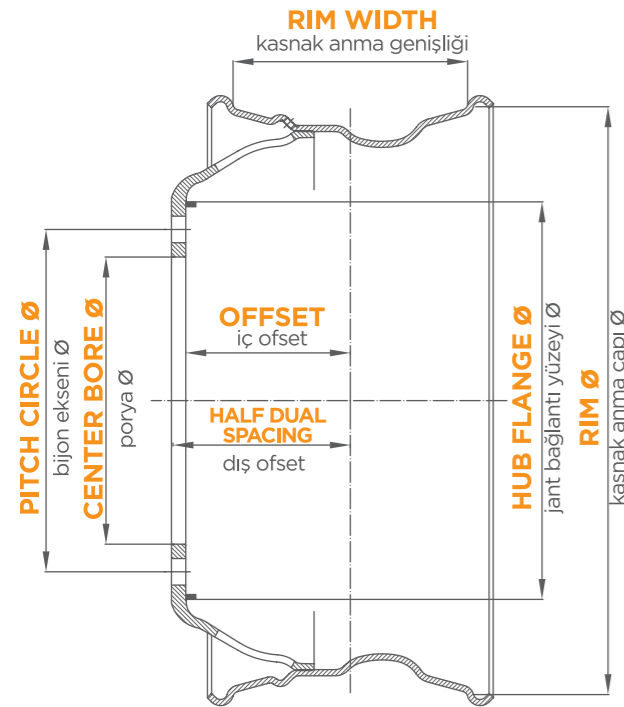 RIM WIDTH
kasnak anma genişliği
PITCH CIRCLE Ø
bijon ekseni Ø
CENTER BORE Ø
porya Ø
OFFSET
iç ofset
HALF DUAL
SPACING
dış ofset
HUB FLANGE Ø
jant bağlantı yüzeyi Ø
RIM Ø
kasnak anma çapı Ø